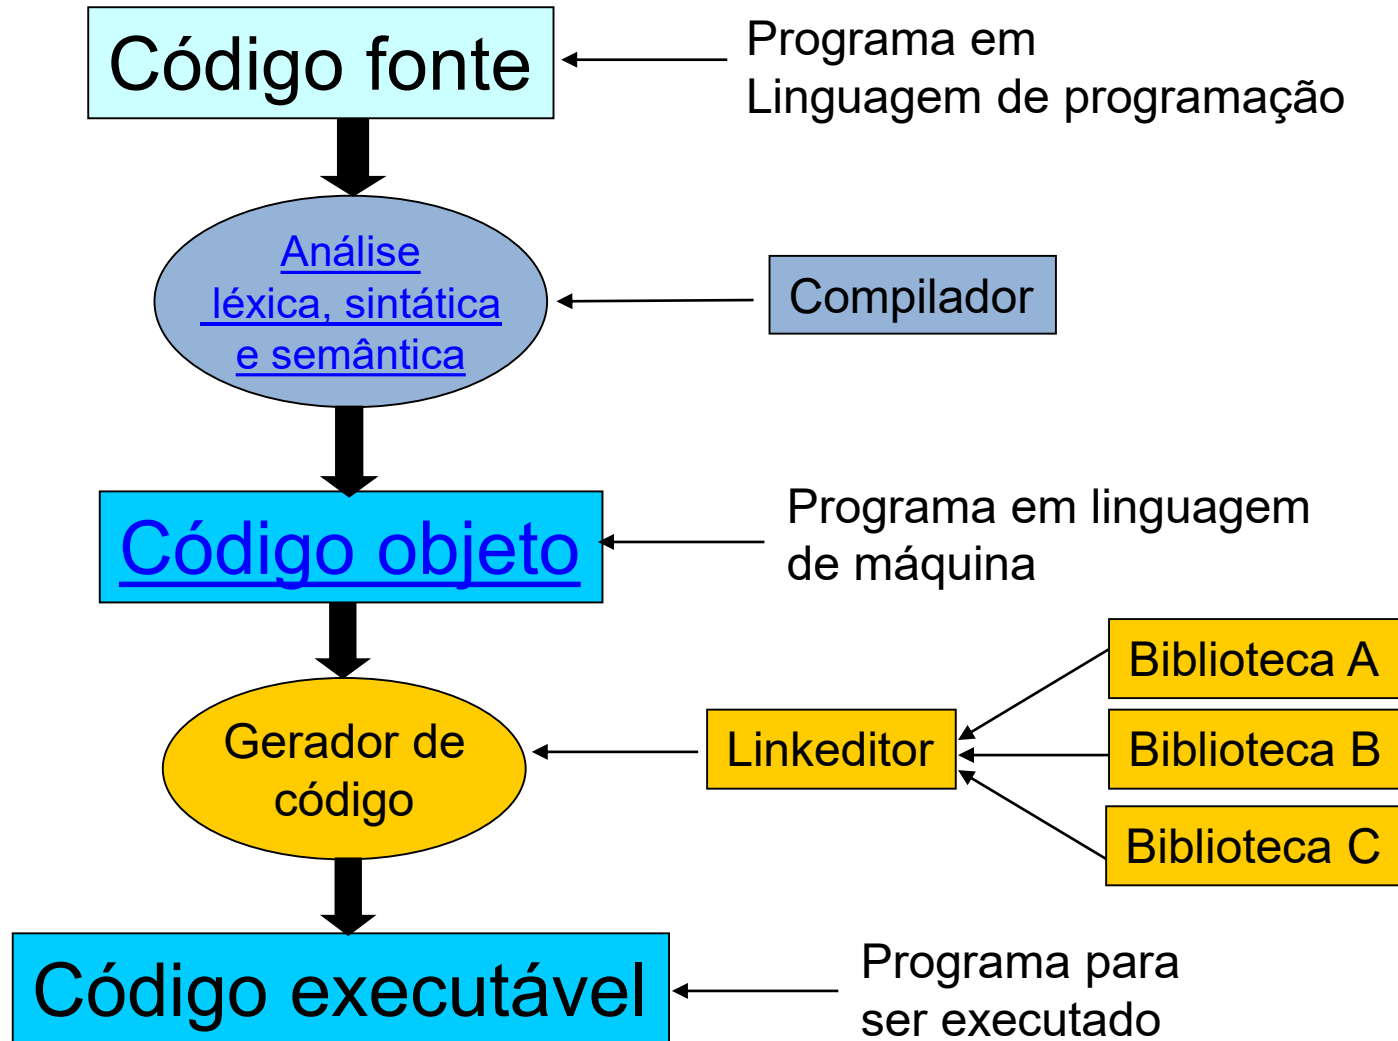 Código fonte
Programa em
Linguagem de programação
Análise
léxica, sintática
e semântica
Compilador
Código objeto
Programa em linguagem
de máquina
Biblioteca A
Gerador de
código
Linkeditor
Biblioteca B
Biblioteca C
Código executável
Programa para
ser executado